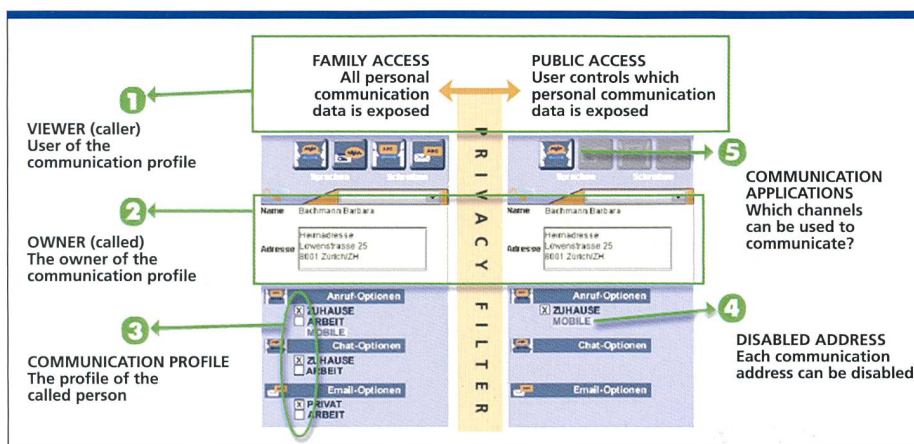 FAMILY ACCESS
All personal
communication
data is exposed
PUBLIC ACCESS
User controls which
personal communication
data is exposed
1
VIEWER (caller)
User of the
communication profile
PRIVACY FILTER
Sprechen
Schreiben
Sprechen
Schreiben
5
COMMUNICATION
APPLICATIONS
Which channels
can be used to
communicate?
2
OWNER (called)
The owner of the
communication profile
Name Bachmann Barbara
Adresse Heimadresse
Löwenstrasse 25
8001 Zürich/ZH
Name Bachmann Barbara
Adresse Heimadresse
Löwenstrasse 25
8001 Zürich/ZH
3
COMMUNICATION PROFILE
The profile of the
called person
Anruf-Optionen
X ZUHAUSE
ARBEIT
MOBILE
Chat-Optionen
X ZUHAUSE
ARBEIT
Email-Optionen
X PRIVAT
ARBEIT
Anruf-Optionen
X ZUHAUSE
MOBILE
Chat-Optionen
Email-Optionen
4
DISABLED ADDRESS
Each communication
address can be disabled